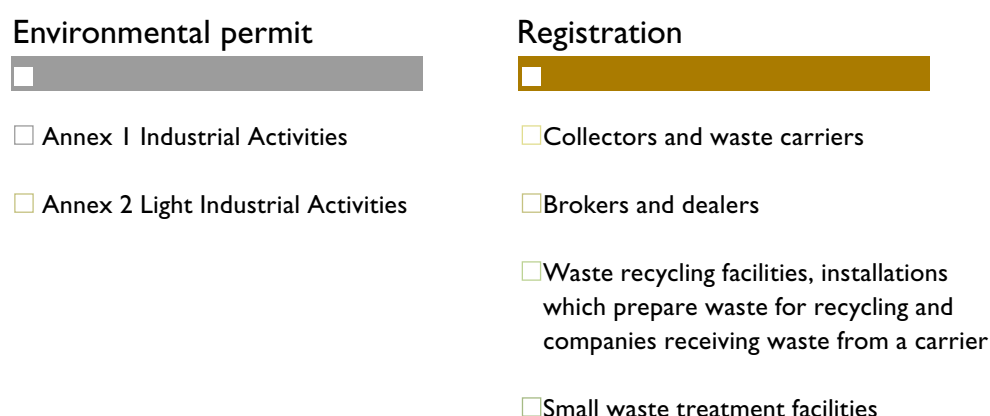 Environmental permit
Annex 1 Industrial Activities
Annex 2 Light Industrial Activities
Registration
Collectors and waste carriers
Brokers and dealers
Waste recycling facilities, installations
which prepare waste for recycling and
companies receiving waste from a carrier
Small waste treatment facilities